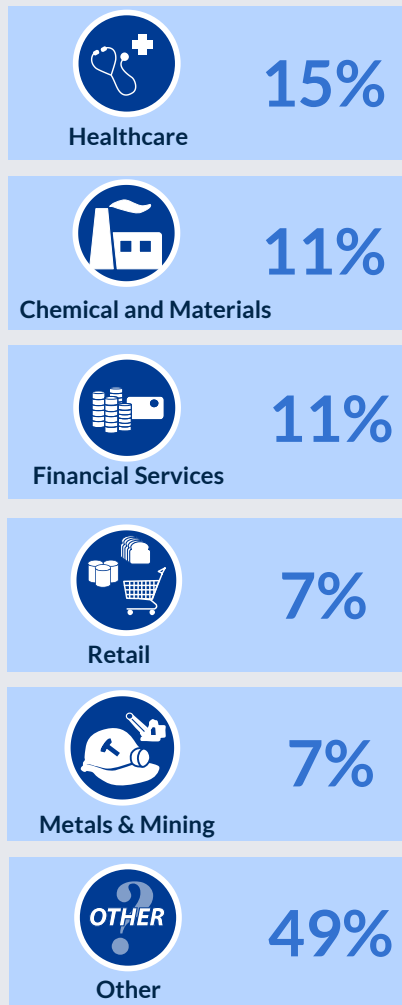 15%
Healthcare
11%
Chemical and Materials
11%
Financial Services
7%
Retail
7%
Metals & Mining
OTHER
?
49%
Other